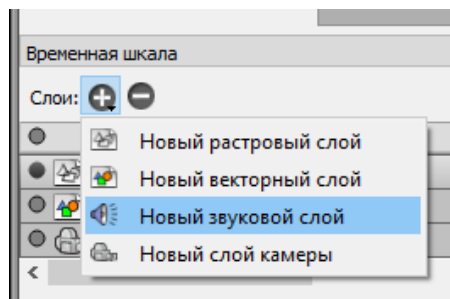 Временная шкала
Слои:
Новый растровый слой
Новый векторный слой
Новый звуковой слой
Новый слой камеры